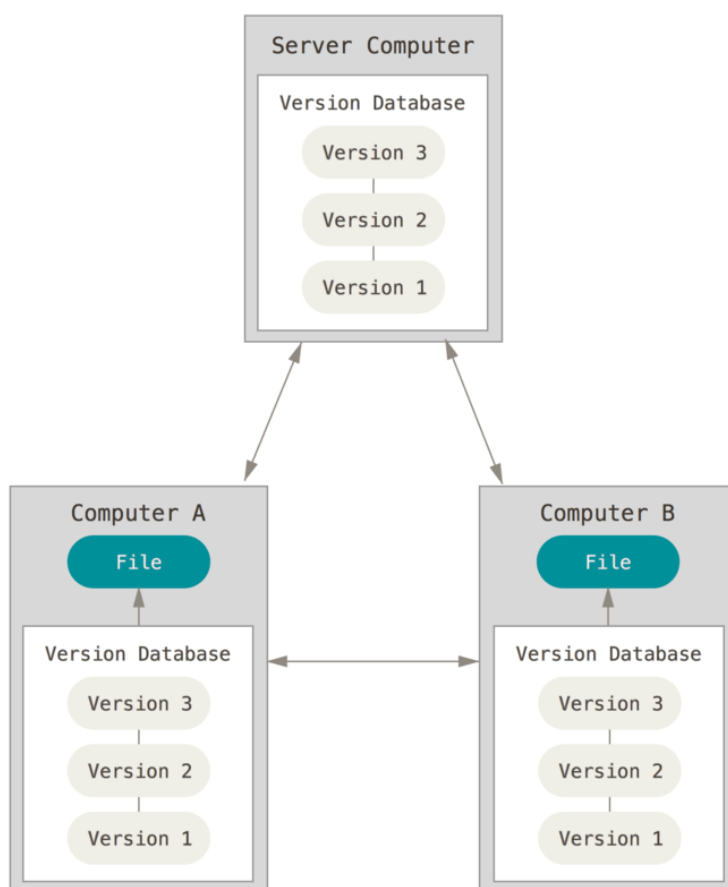 Server Computer
Version Database
Version 3
Version 2
Version 1
Computer A
File
Version Database
Version 3
Version 2
Version 1
Computer B
File
Version Database
Version 3
Version 2
Version 1